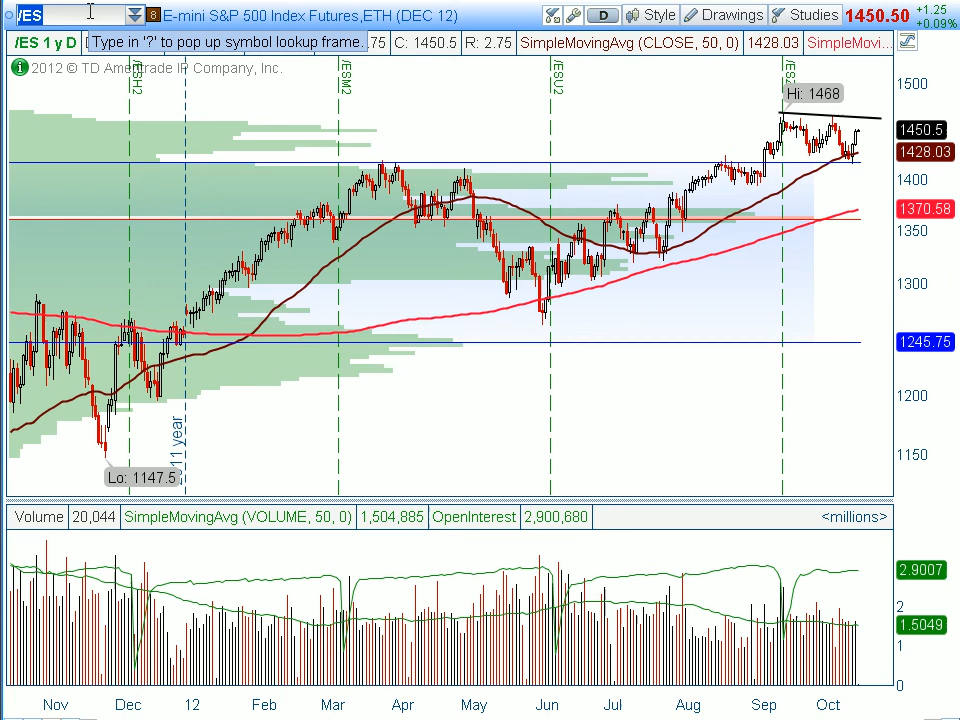 /ES 8 E-mini S&P 500 Index Futures,ETH (DEC 12) D Style Drawings Studies 1450.50 +1.25
+0.09%
/ES 1 y D Type in '?' to pop up symbol lookup frame. .75 C: 1450.5 R: 2.75 SimpleMovingAvg (CLOSE, 50, 0) 1428.03 SimpleMovi...
2012 © TD Ameritrade IP Company, Inc.
/ESH2
/ESM2
/ESU2
Hi: 1468
1500
1450.5
1428.03
1400
1370.58
1350
1300
1245.75
1200
1150
11 year
Lo: 1147.5
Volume 20,044 SimpleMovingAvg (VOLUME, 50, 0) 1,504,885 OpenInterest 2,900,680 <millions>
2.9007
2
1.5049
1
0
Nov Dec 12 Feb Mar Apr May Jun Jul Aug Sep Oct